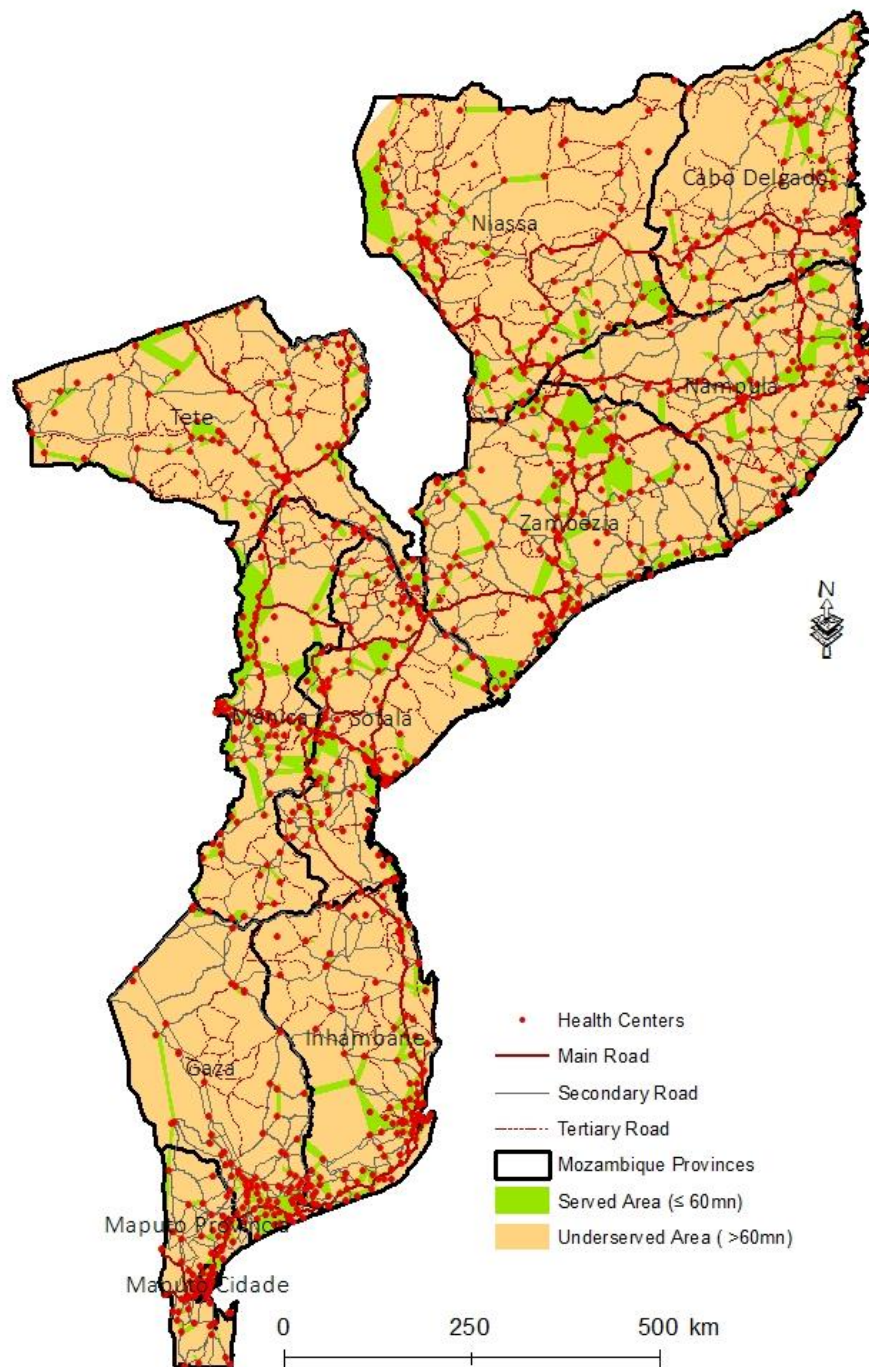 Cabo Delgado
Niassa
Nampula
Tete
Zambezia
N
Manica
Sofala
Inhambane
Gaza
Maputo Provincia
Maputo Cidade
Health Centers
Main Road
Secondary Road
Tertiary Road
Mozambique Provinces
Served Area (≤ 60mn)
Underserved Area ( >60mn)
0 250 500 km